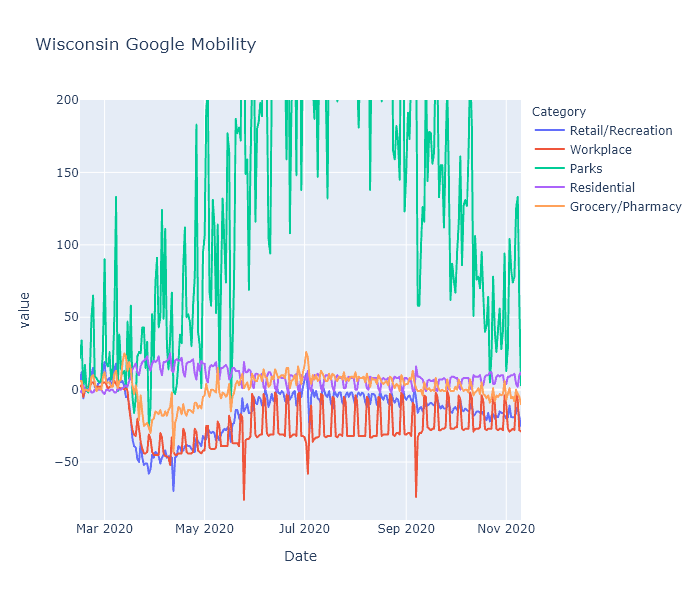 Wisconsin Google Mobility
Category
Retail/Recreation
Workplace
Parks
Residential
Grocery/Pharmacy
200
150
100
50
0
−50
value
Mar 2020 May 2020 Jul 2020 Sep 2020 Nov 2020
Date